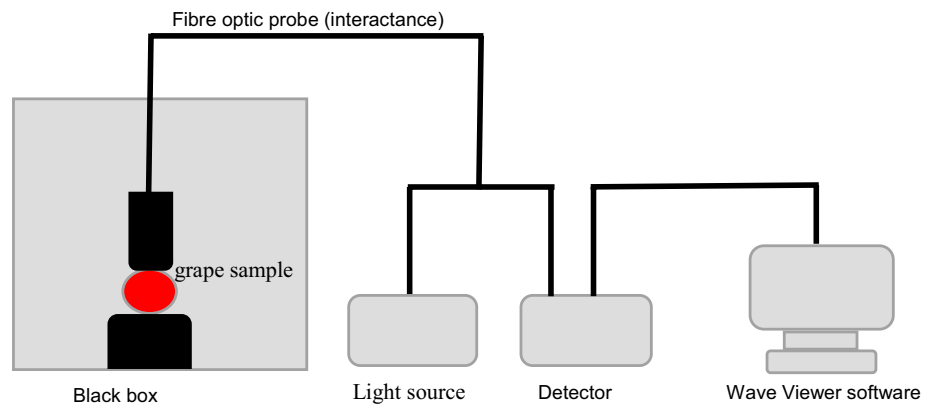 Fibre optic probe (interactance)
grape sample
Black box
Light source
Detector
Wave Viewer software